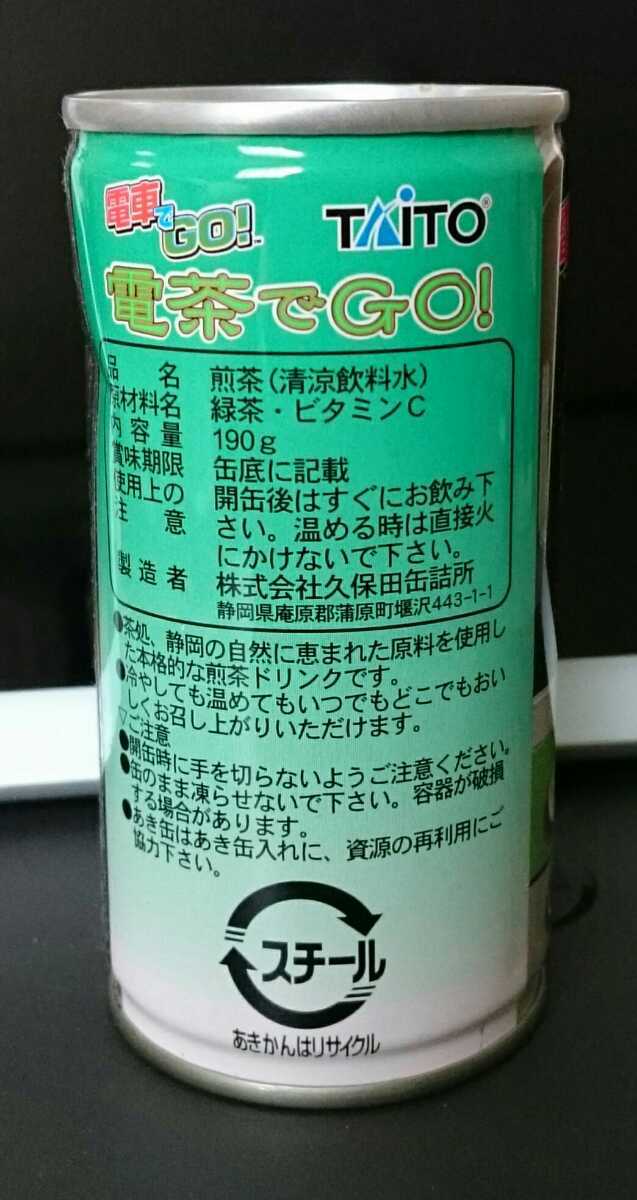 電車でGO!™ TAITO®
電茶でGO!
品名 煎茶(清涼飲料水)
原材料名 緑茶・ビタミンC
内容量 190g
賞味期限 缶底に記載
使用上の注意 開缶後はすぐにお飲み下
さい。温める時は直接火
にかけないで下さい。
製造者 株式会社久保田缶詰所
静岡県庵原郡蒲原町堰沢443-1-1
●茶処、静岡の自然に恵まれた原料を使用し
た本格的な煎茶ドリンクです。
●冷やしても温めてもいつでもどこでもおい
しくお召し上がりいただけます。
▽ご注意
●開缶時に手を切らないようご注意ください。
●缶のまま凍らせないで下さい。容器が破損
する場合があります。
●あき缶はあき缶入れに、資源の再利用にご
協力下さい。
スチール
あきかんはリサイクル